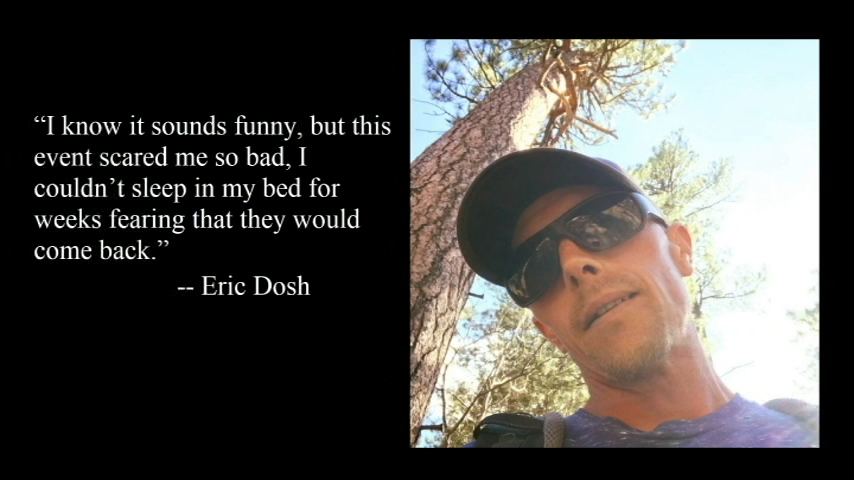 “I know it sounds funny, but this
event scared me so bad, I
couldn’t sleep in my bed for
weeks fearing that they would
come back.”
-- Eric Dosh